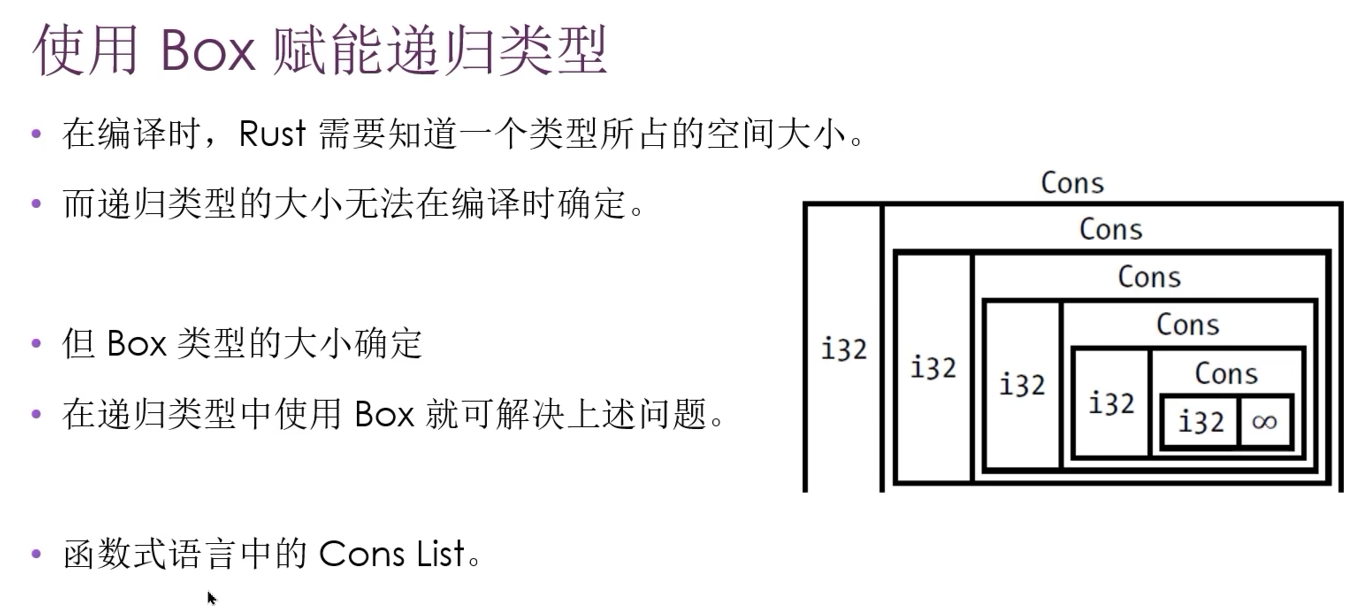 使用 Box 赋能递归类型
• 在编译时，Rust 需要知道一个类型所占的空间大小。
• 而递归类型的大小无法在编译时确定。
• 但 Box 类型的大小确定
• 在递归类型中使用 Box 就可解决上述问题。
• 函数式语言中的 Cons List。
Cons
Cons
Cons
Cons
Cons
i32
i32
i32
i32
i32 ∞